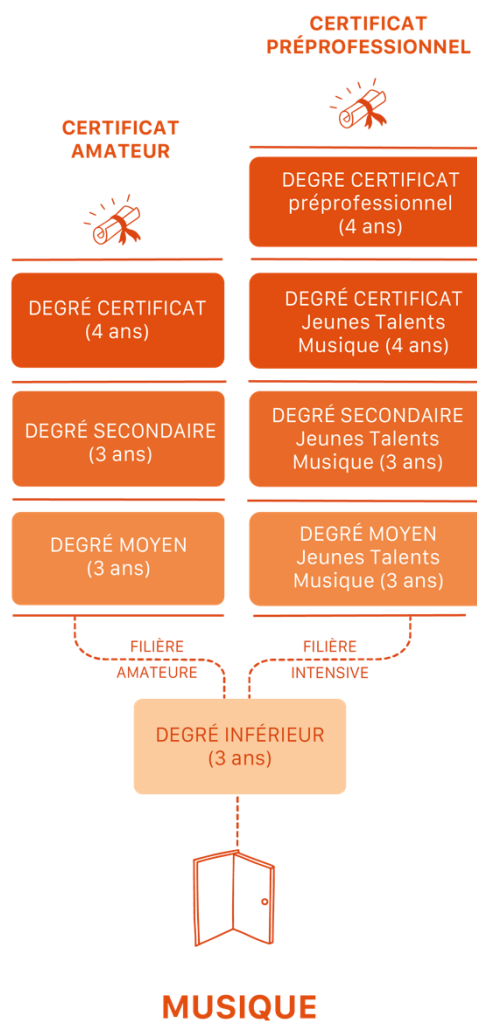 CERTIFICAT
PRÉPROFESSIONNEL
CERTIFICAT
AMATEUR
DEGRE CERTIFICAT
préprofessionnel
(4 ans)
DEGRÉ CERTIFICAT
(4 ans)
DEGRÉ CERTIFICAT
Jeunes Talents
Musique (4 ans)
DEGRÉ SECONDAIRE
(3 ans)
DEGRÉ SECONDAIRE
Jeunes Talents
Musique (3 ans)
DEGRÉ MOYEN
(3 ans)
DEGRÉ MOYEN
Jeunes Talents
Musique (3 ans)
FILIÈRE
AMATEURE
FILIÈRE
INTENSIVE
DEGRÉ INFÉRIEUR
(3 ans)
MUSIQUE